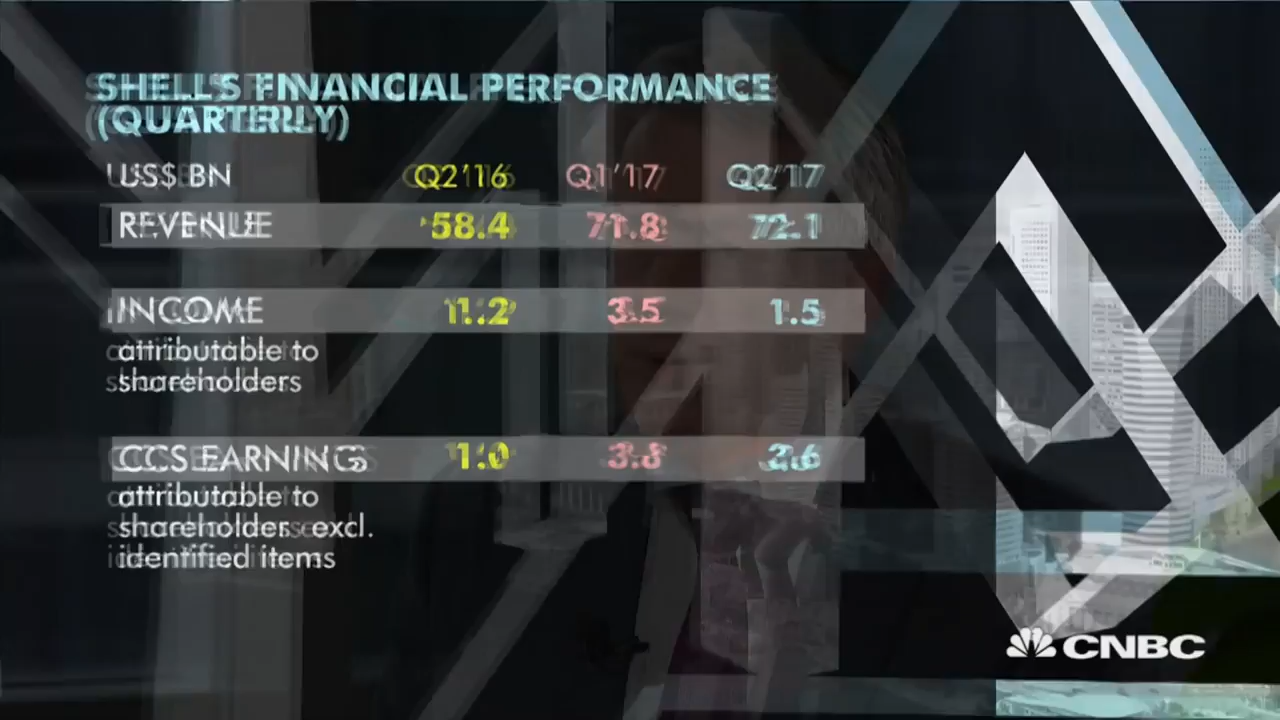 SHELL'S FINANCIAL PERFORMANCE
(QUARTERLY)
US$ BN Q2'16 Q1'17 Q2'17
REVENUE 58.4 71.8 72.1
INCOME 1.2 3.5 1.5
attributable to
shareholders
CCS EARNINGS 1.0 3.8 3.6
attributable to
shareholders excl.
identified items
CNBC